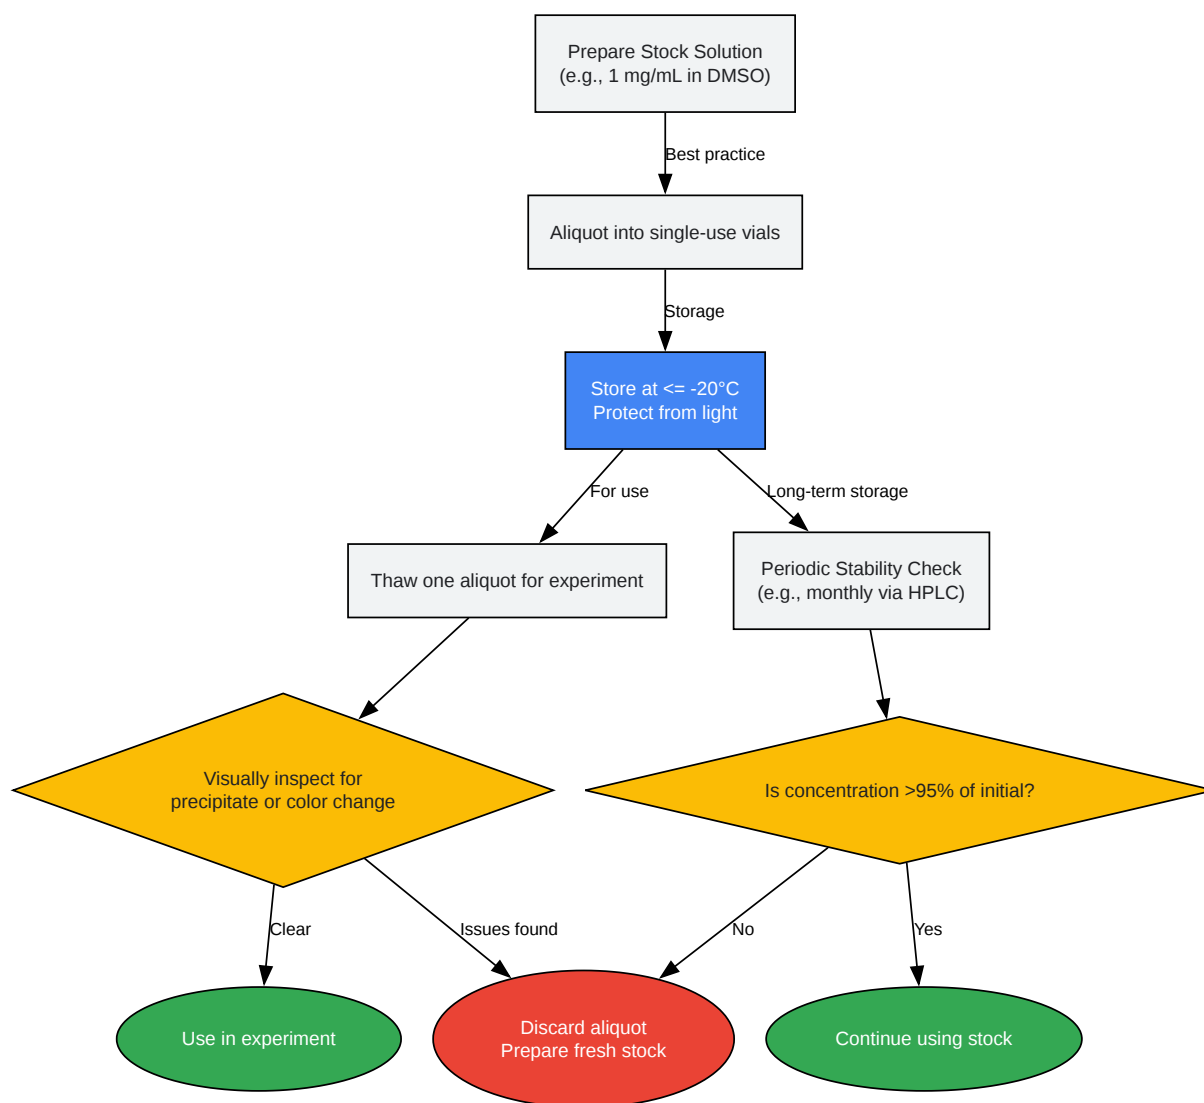 Prepare Stock Solution
(e.g., 1 mg/mL in DMSO)
Best practice
Aliquot into single-use vials
Storage
Store at <= -20°C
Protect from light
For use
Long-term storage
Thaw one aliquot for experiment
Periodic Stability Check
(e.g., monthly via HPLC)
Visually inspect for
precipitate or color change
Is concentration >95% of initial?
Clear
Issues found
No
Yes
Use in experiment
Discard aliquot
Prepare fresh stock
Continue using stock